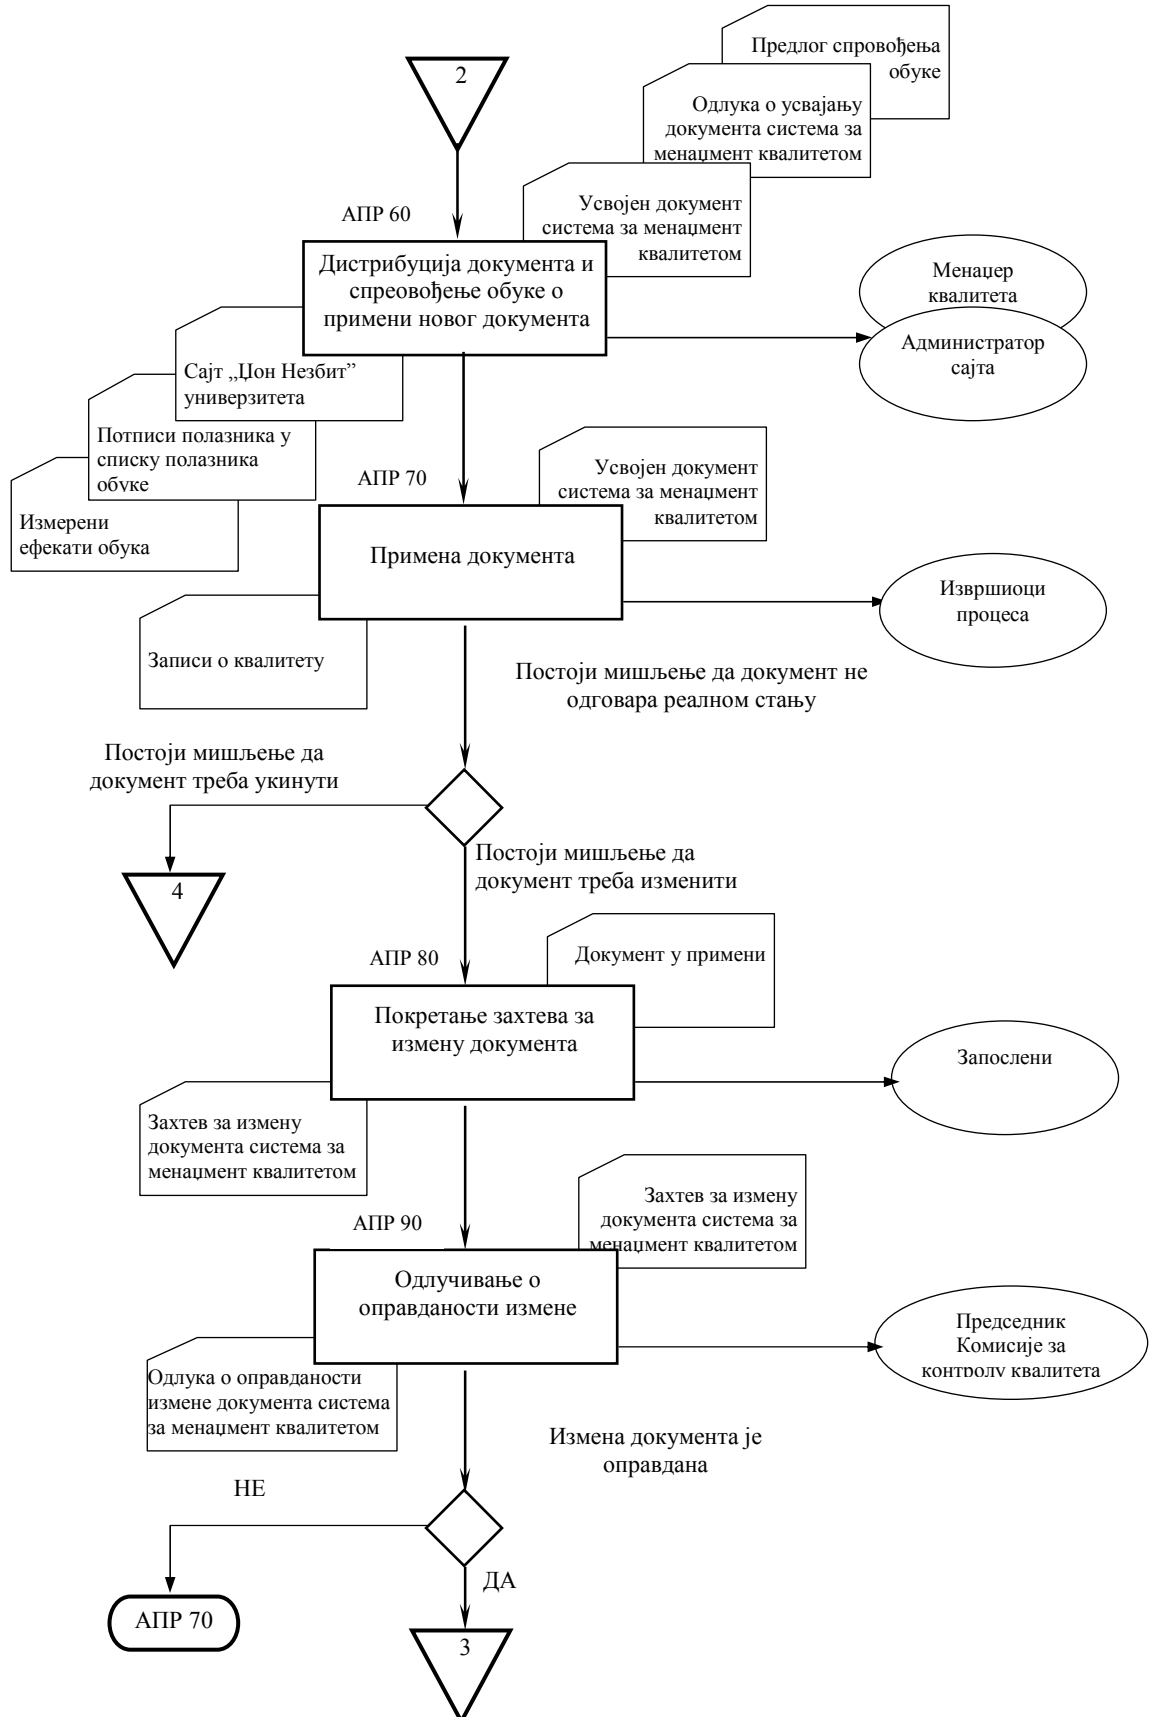 2
Предлог спровођења
обуке
Одлука о усвајању
документа система за
менаџмент квалитетом
Усвојен документ
система за менаџмент
квалитетом
АПР 60
Дистрибуција документа и
спреовођење обуке о
примени новог документа
Менаџер
квалитета
Администратор
сајта
Сајт „Џон Незбит”
универзитета
Потписи полазника у
списку полазника
обуке
Измерени
ефекати обука
АПР 70
Усвојен документ
система за менаџмент
квалитетом
Примена документа
Извршиоци
процеса
Записи о квалитету
Постоји мишљење да документ не
одговара реалном стању
Постоји мишљење да
документ треба укинути
4
Постоји мишљење да
документ треба изменити
АПР 80
Документ у примени
Покретање захтева за
измену документа
Запослени
Захтев за измену
документа система за
менаџмент квалитетом
АПР 90
Захтев за измену
документа система за
менаџмент квалитетом
Одлучивање о
оправданости измене
Председник
Комисије за
контролу квалитета
Одлука о оправданости
измене документа система
за менаџмент квалитетом
Измена документа је
оправдана
НЕ
ДА
АПР 70
3